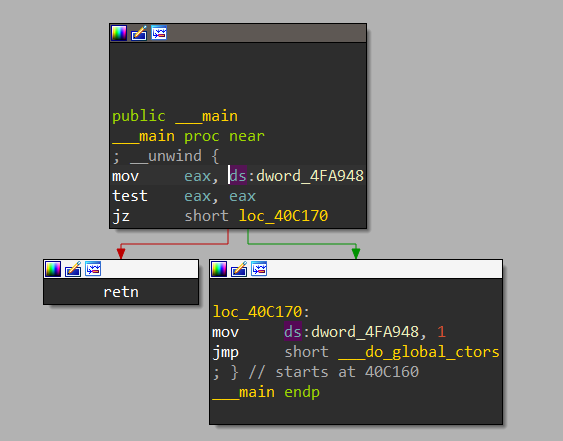 public ___main
___main proc near
; __unwind {
mov     eax, ds:dword_4FA948
test    eax, eax
jz      short loc_40C170
retn
loc_40C170:
mov     ds:dword_4FA948, 1
jmp     short ___do_global_ctors
; } // starts at 40C160
___main endp